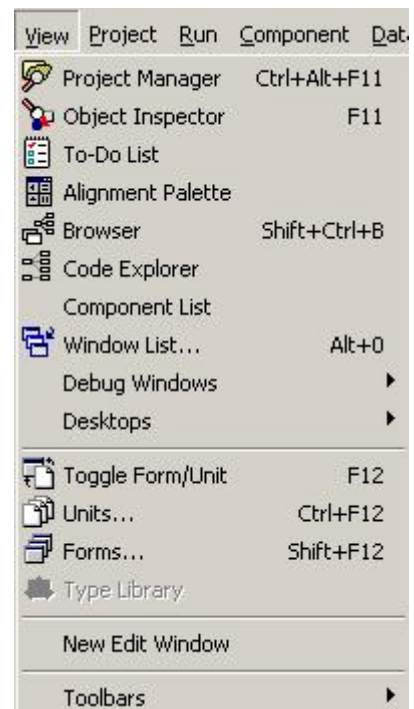 View Project Run Component
Project Manager Ctrl+Alt+F11
Object Inspector F11
To-Do List
Alignment Palette
Browser Shift+Ctrl+B
Code Explorer
Component List
Window List... Alt+0
Debug Windows
Desktops
Toggle Form/Unit F12
Units... Ctrl+F12
Forms... Shift+F12
Type Library
New Edit Window
Toolbars